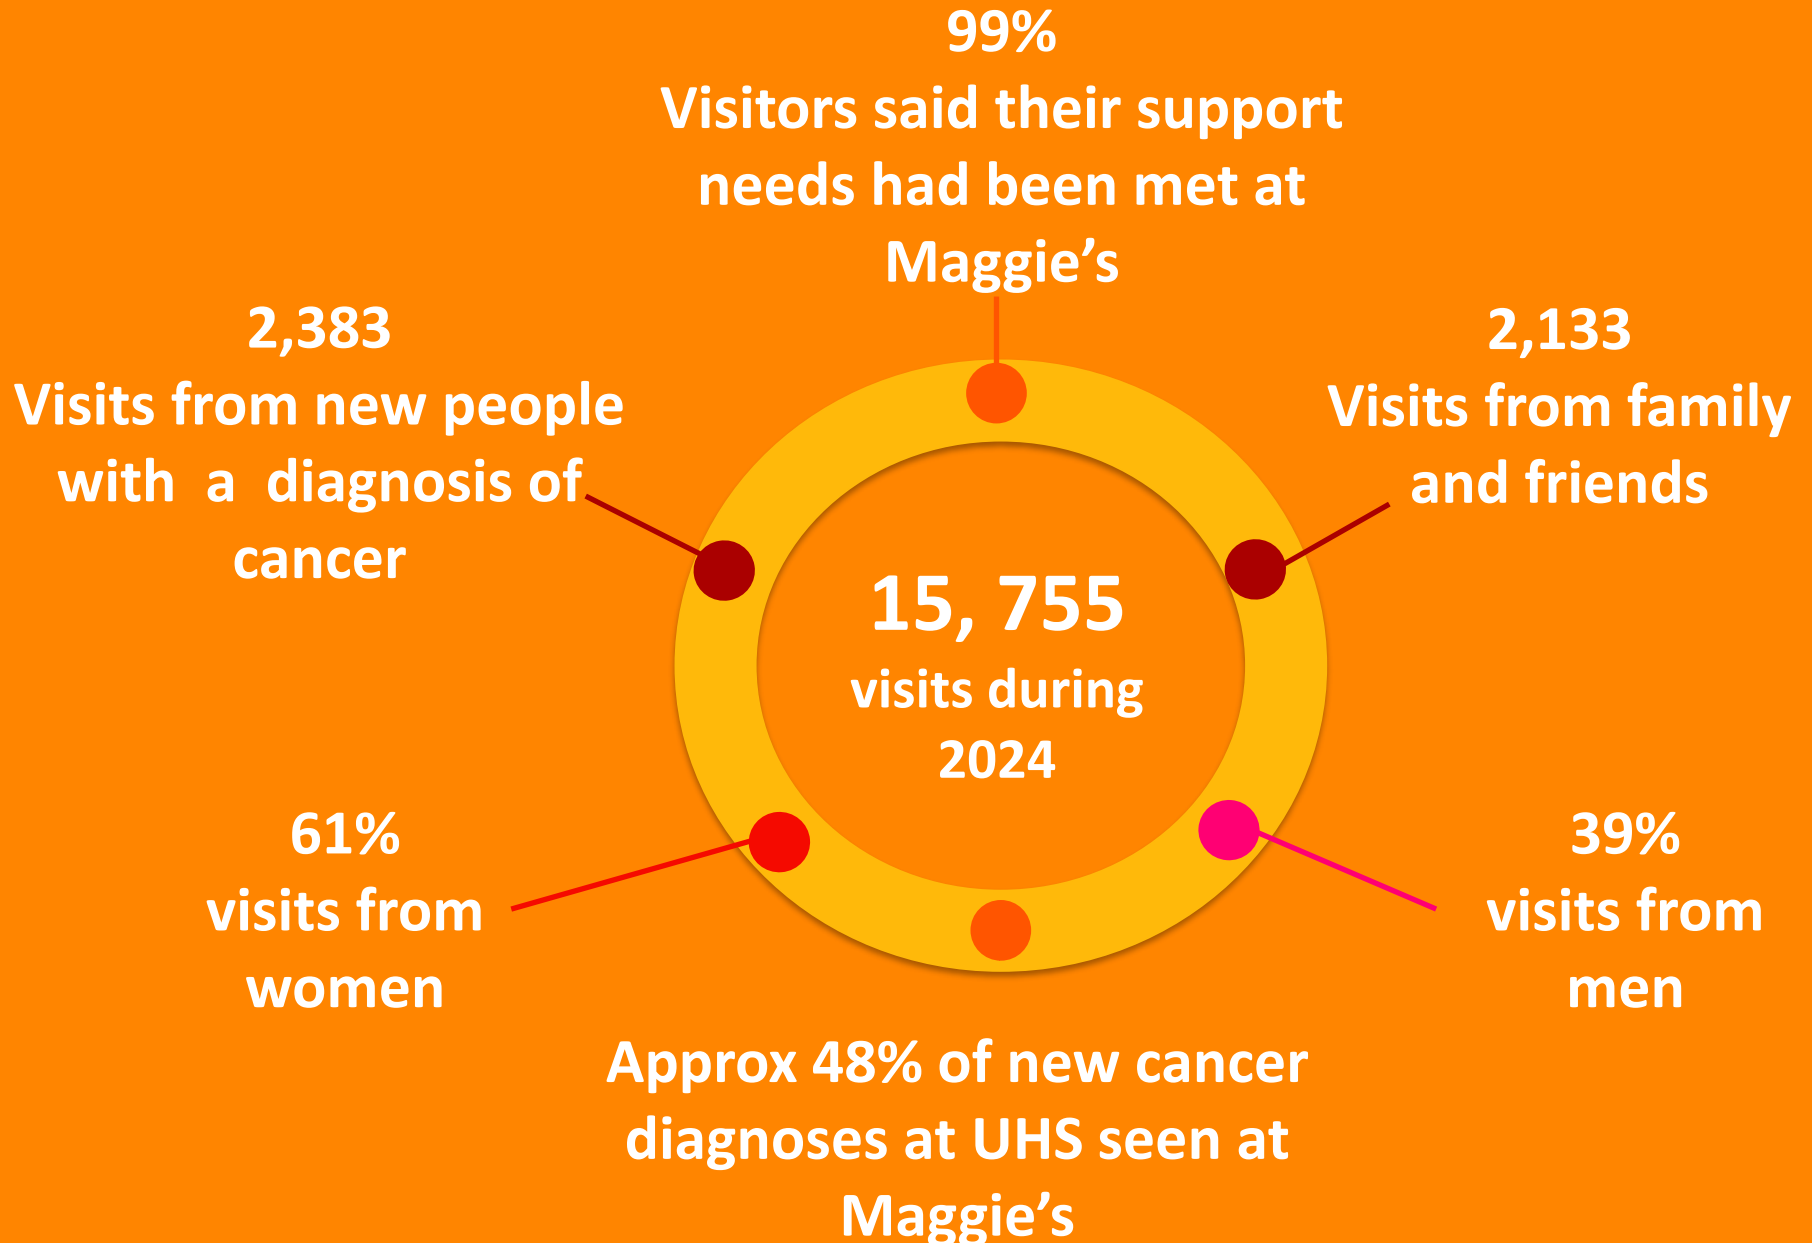 99%
Visitors said their support
needs had been met at
Maggie’s
2,383
Visits from new people
with a diagnosis of
cancer
2,133
Visits from family
and friends
15, 755
visits during
2024
61%
visits from
women
39%
visits from
men
Approx 48% of new cancer
diagnoses at UHS seen at
Maggie’s